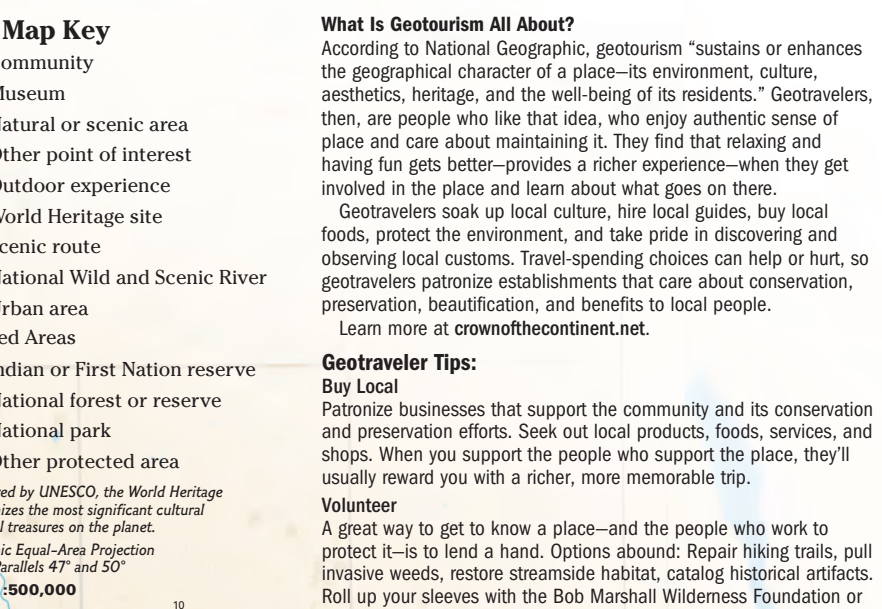 Map Key
ommunity
useum
atural or scenic area
ther point of interest
utdoor experience
orld Heritage site
cenic route
ational Wild and Scenic River
rban area
ed Areas
ndian or First Nation reserve
ational forest or reserve
ational park
ther protected area
ed by UNESCO, the World Heritage
izes the most significant cultural
l treasures on the planet.
ic Equal-Area Projection
arallels 47° and 50°
:500,000
10
What Is Geotourism All About?
According to National Geographic, geotourism “sustains or enhances
the geographical character of a place—its environment, culture,
aesthetics, heritage, and the well-being of its residents.” Geotravelers,
then, are people who like that idea, who enjoy authentic sense of
place and care about maintaining it. They find that relaxing and
having fun gets better—provides a richer experience—when they get
involved in the place and learn about what goes on there.
Geotravelers soak up local culture, hire local guides, buy local
foods, protect the environment, and take pride in discovering and
observing local customs. Travel-spending choices can help or hurt, so
geotravelers patronize establishments that care about conservation,
preservation, beautification, and benefits to local people.
Learn more at crownofthecontinent.net.
Geotraveler Tips:
Buy Local
Patronize businesses that support the community and its conservation
and preservation efforts. Seek out local products, foods, services, and
shops. When you support the people who support the place, they’ll
usually reward you with a richer, more memorable trip.
Volunteer
A great way to get to know a place—and the people who work to
protect it—is to lend a hand. Options abound: Repair hiking trails, pull
invasive weeds, restore streamside habitat, catalog historical artifacts.
Roll up your sleeves with the Bob Marshall Wilderness Foundation or